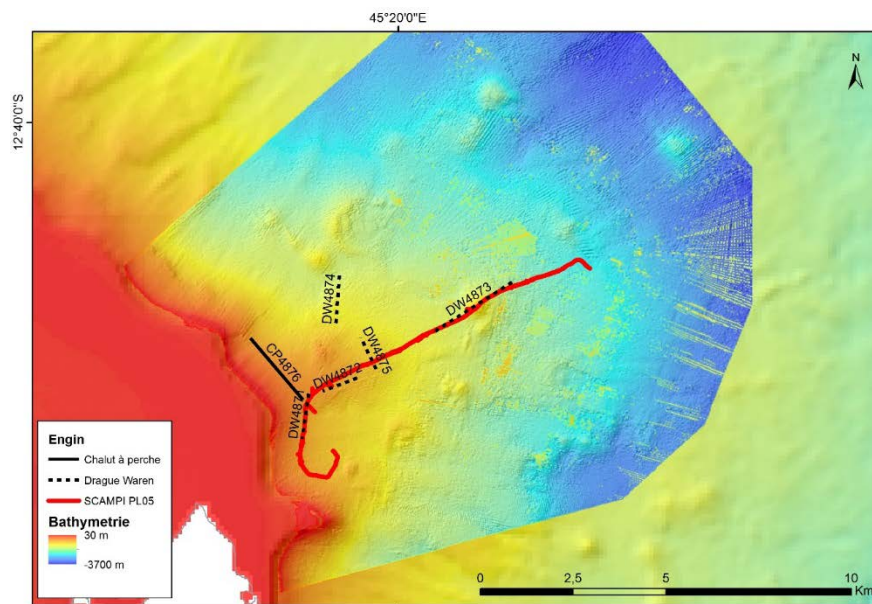 45°20'0"E
12°40'0"S
N
DW4874
DW4873
CP4876
DW4875
DW4872
DW4871
Engin
Chalut à perche
Drague Waren
SCAMPI PL05
Bathymetrie
30 m
-3700 m
0 2,5 5 10
Km